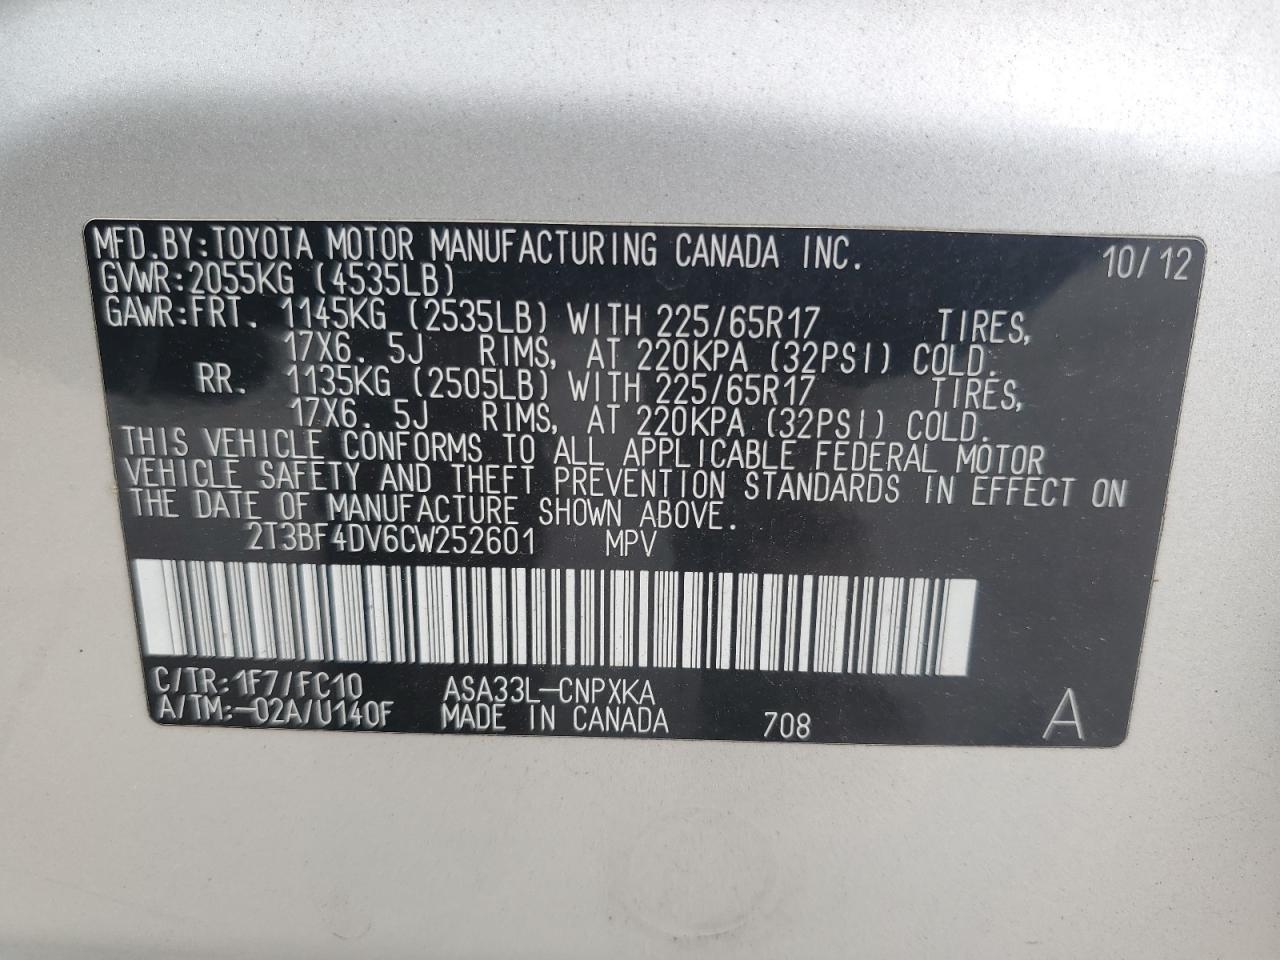 MFD.BY:TOYOTA MOTOR MANUFACTURING CANADA INC. 10/12
GVWR:2055KG (4535LB)
GAWR:FRT. 1145KG (2535LB) WITH 225/65R17 TIRES,
17X6. 5J RIMS, AT 220KPA (32PSI) COLD.
RR. 1135KG (2505LB) WITH 225/65R17 TIRES,
17X6. 5J RIMS, AT 220KPA (32PSI) COLD.
THIS VEHICLE CONFORMS TO ALL APPLICABLE FEDERAL MOTOR
VEHICLE SAFETY AND THEFT PREVENTION STANDARDS IN EFFECT ON
THE DATE OF MANUFACTURE SHOWN ABOVE.
2T3BF4DV6CW252601 MPV
C/TR:1F7/FC10 ASA33L-CNPXKA
A/TM:-02A/U140F MADE IN CANADA 708 A